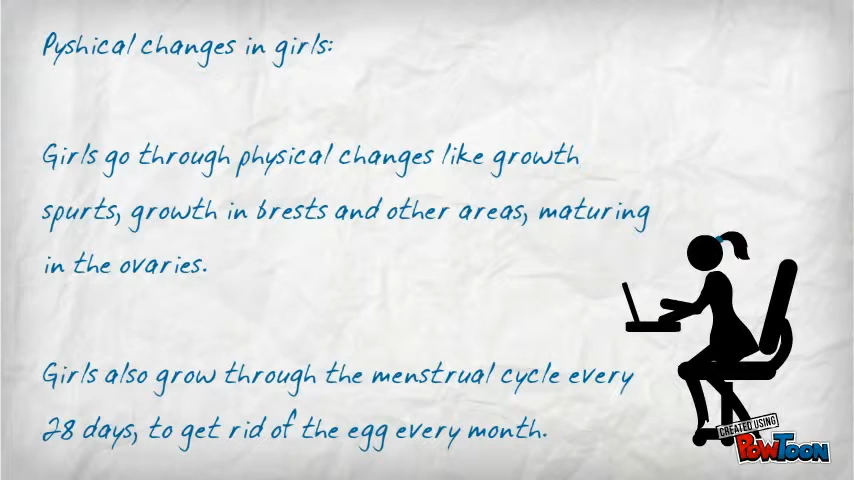 Pyshical changes in girls:
Girls go through physical changes like growth
spurts, growth in brests and other areas, maturing
in the ovaries.
Girls also grow through the menstrual cycle every
28 days, to get rid of the egg every month.
CREATED USING
POWTOON